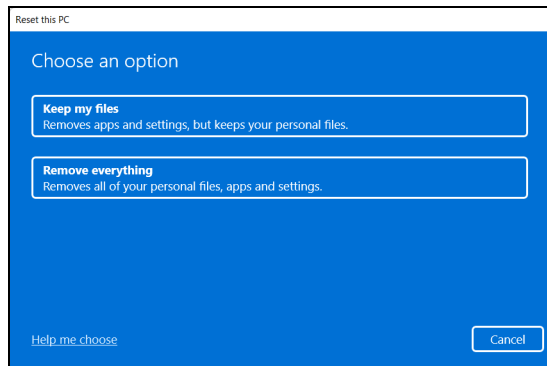 Reset this PC
Choose an option
Keep my files
Removes apps and settings, but keeps your personal files.
Remove everything
Removes all of your personal files, apps and settings.
Help me choose
Cancel